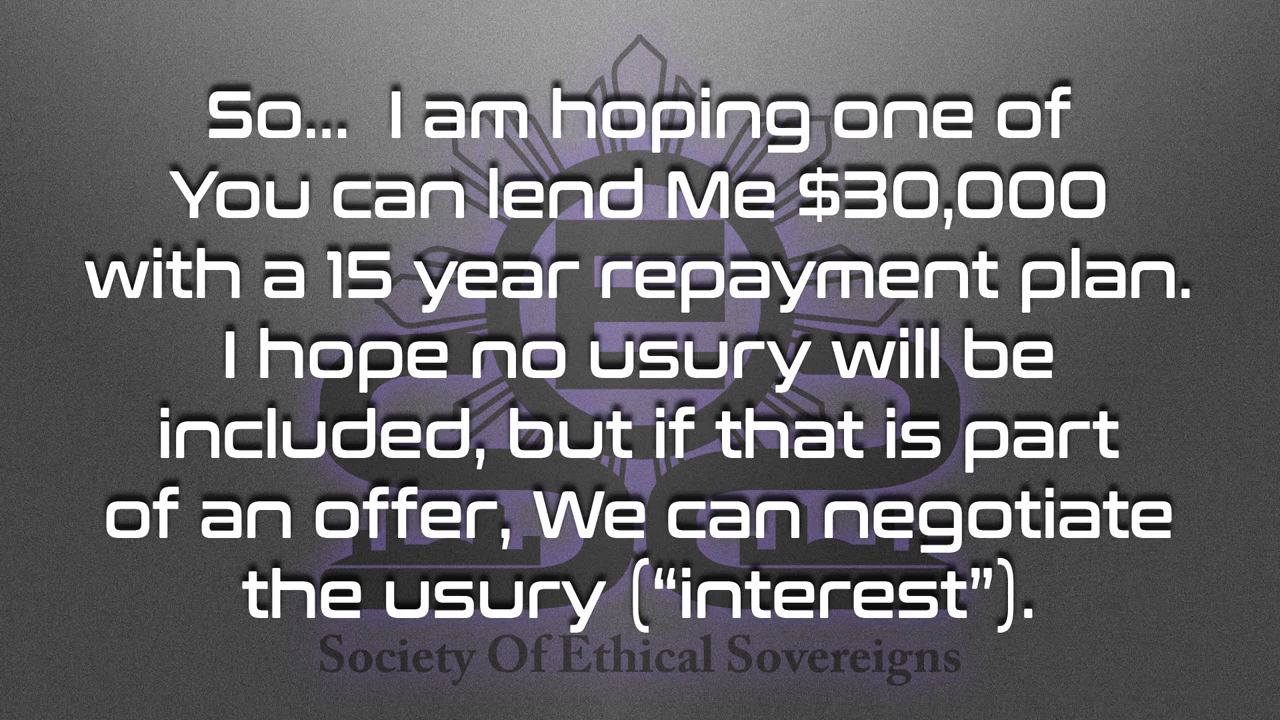 So...  I am hoping one of
You can lend Me $30,000
with a 15 year repayment plan.
I hope no usury will be
included, but if that is part
of an offer, We can negotiate
the usury (“interest”).
Society Of Ethical Sovereigns